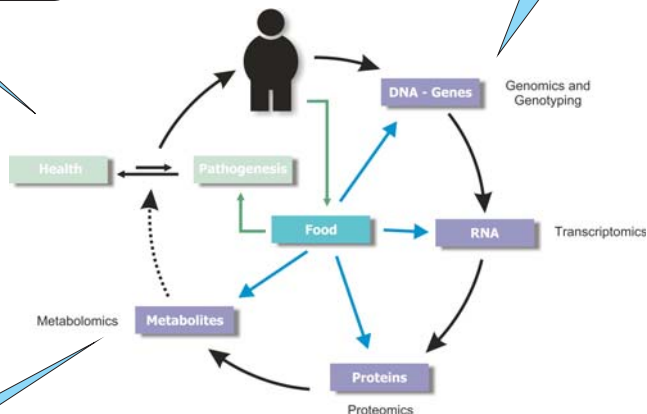 DNA - Genes
Genomics and
Genotyping
Health
Pathogenesis
Food
RNA
Transcriptomics
Metabolomics
Metabolites
Proteins
Proteomics